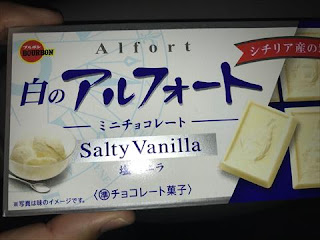 ブルボン
BOURBON
Alfort
シチリア産の
白のアルフォート
ミニチョコレート
Salty Vanilla
塩バニラ
〈準チョコレート菓子〉
※写真は味のイメージです。